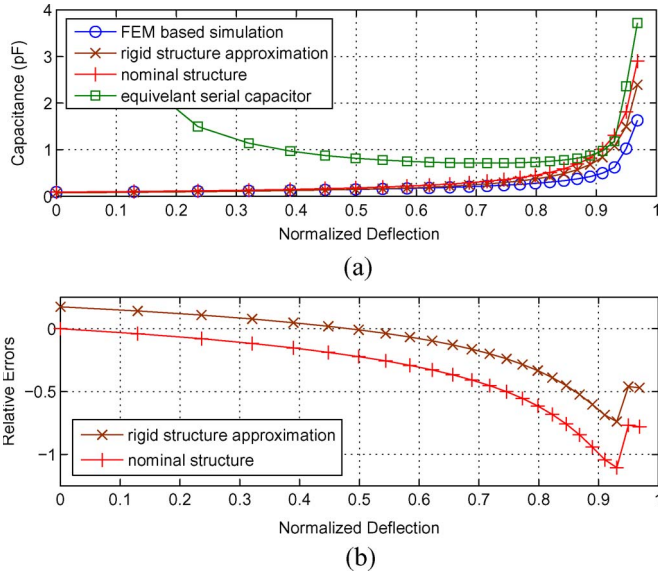 4
3
2
1
0
Capacitance (pF)
FEM based simulation
rigid structure approximation
nominal structure
equivelant serial capacitor
0 0.1 0.2 0.3 0.4 0.5 0.6 0.7 0.8 0.9 1
Normalized Deflection
(a)
0
−0.5
−1
Relative Errors
rigid structure approximation
nominal structure
0 0.1 0.2 0.3 0.4 0.5 0.6 0.7 0.8 0.9 1
Normalized Deflection
(b)